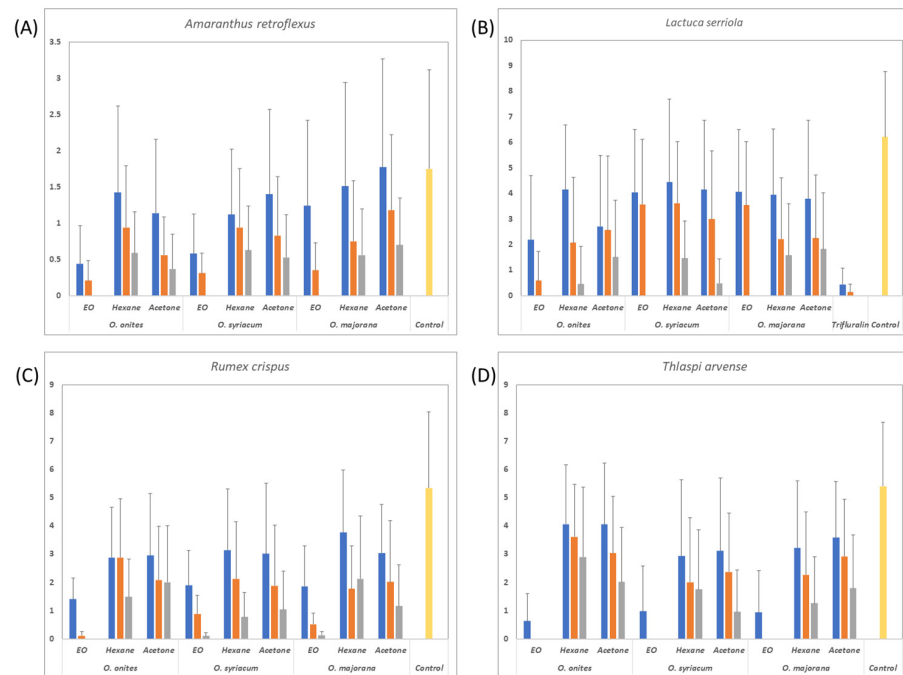 (A)
Amaranthus retroflexus
3.5
3
2.5
2
1.5
1
0.5
0
EO Hexane Acetone EO Hexane Acetone EO Hexane Acetone
O. onites O. syriacum O. majorana Control
(B)
Lactuca serriola
10
9
8
7
6
5
4
3
2
1
0
EO Hexane Acetone EO Hexane Acetone EO Hexane Acetone
O. onites O. syriacum O. majorana Trifluralin Control
(C)
Rumex crispus
9
8
7
6
5
4
3
2
1
0
EO Hexane Acetone EO Hexane Acetone EO Hexane Acetone
O. onites O. syriacum O. majorana Control
(D)
Thlaspi arvense
9
8
7
6
5
4
3
2
1
0
EO Hexane Acetone EO Hexane Acetone EO Hexane Acetone
O. onites O. syriacum O. majorana Control